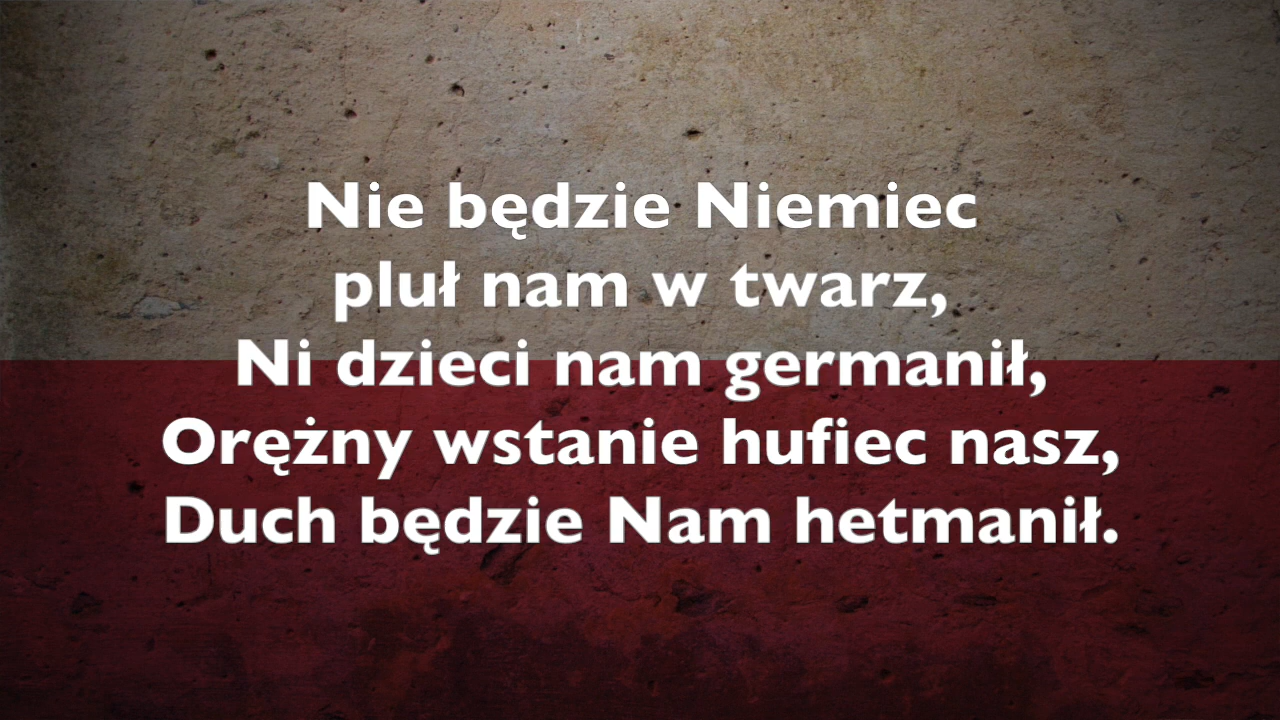 Nie będzie Niemiec
pluł nam w twarz,
Ni dzieci nam germanił,
Orężny wstanie hufiec nasz,
Duch będzie Nam hetmanił.